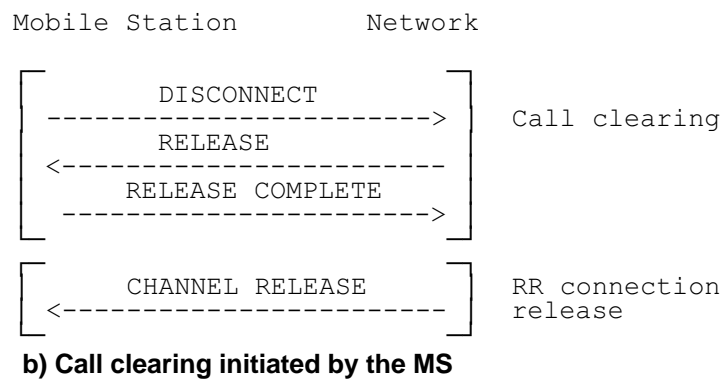 Mobile Station Network
DISCONNECT
------------------------> Call clearing
RELEASE
<------------------------
RELEASE COMPLETE
----------------------->
CHANNEL RELEASE RR connection
<------------------------ release
b) Call clearing initiated by the MS